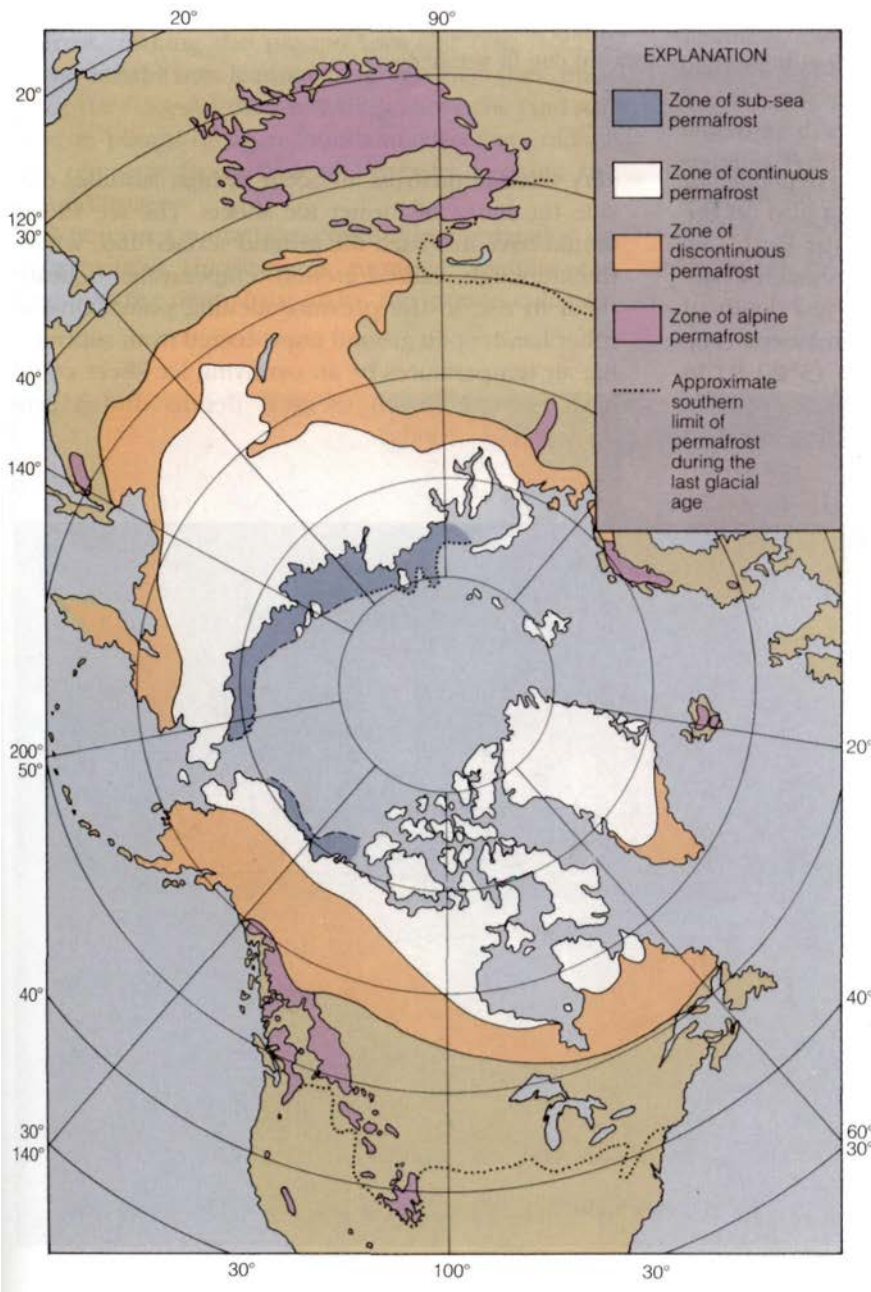 20°
90°
20°
120°
30°
40°
140°
200°
50°
20°
40°
40°
30°
140°
60°
30°
30°
100°
30°
EXPLANATION
Zone of sub-sea
permafrost
Zone of continuous
permafrost
Zone of
discontinuous
permafrost
Zone of alpine
permafrost
Approximate
southern
limit of
permafrost
during the
last glacial
age